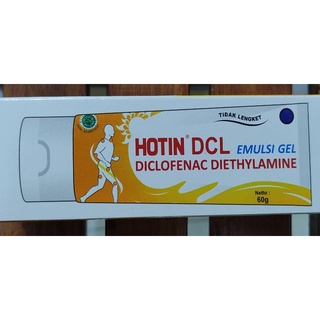 TIDAK LENGKET
HOTIN® DCL EMULSI GEL
DICLOFENAC DIETHYLAMINE
Netto :
60g